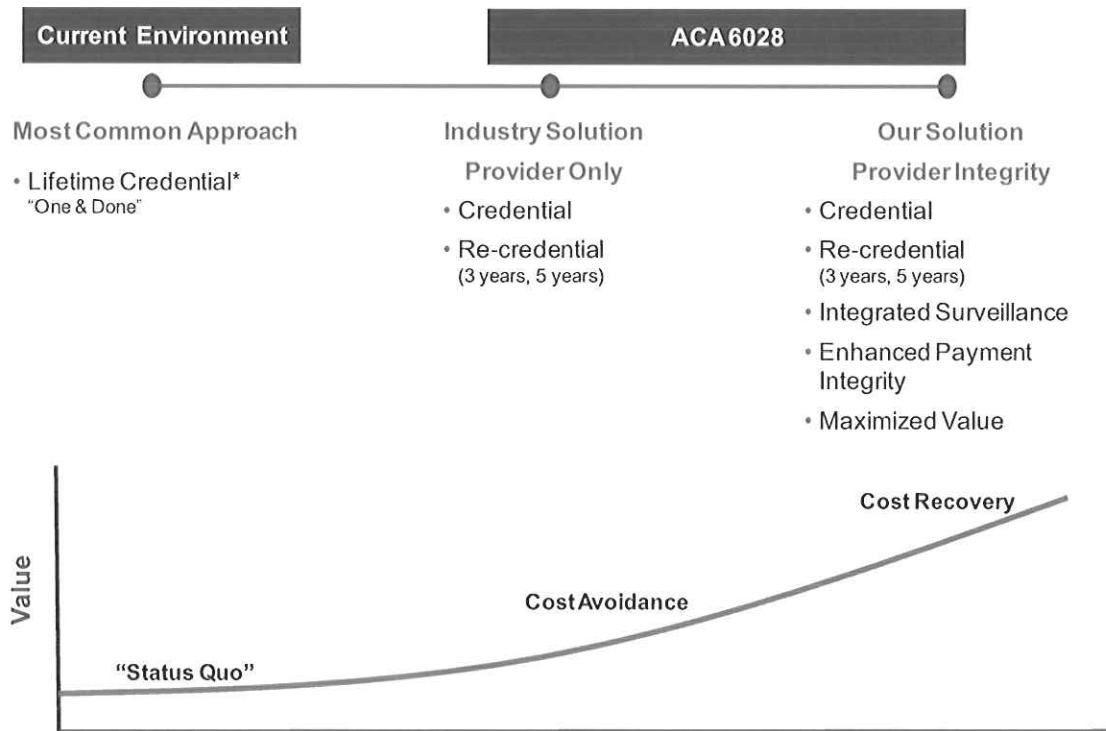 Current Environment
ACA 6028
Most Common Approach
• Lifetime Credential*
"One & Done"
Industry Solution
Provider Only
• Credential
• Re-credential
(3 years, 5 years)
Our Solution
Provider Integrity
• Credential
• Re-credential
(3 years, 5 years)
• Integrated Surveillance
• Enhanced Payment
Integrity
• Maximized Value
Value
“Status Quo”
Cost Avoidance
Cost Recovery